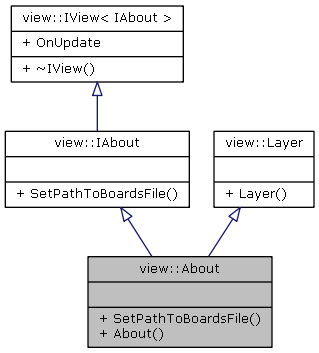 view::IView< IAbout >
+ OnUpdate
+ ~IView()
view::IAbout
+ SetPathToBoardsFile()
view::Layer
+ Layer()
view::About
+ SetPathToBoardsFile()
+ About()